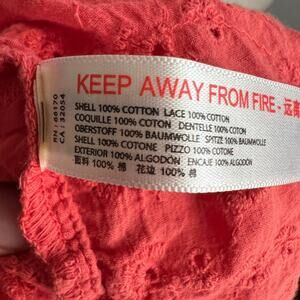 KEEP AWAY FROM FIRE - 远离
SHELL 100% COTTON LACE 100% COTTON
COQUILLE 100% COTON DENTELLE 100% COTON
OBERSTOFF 100% BAUMWOLLE SPITZE 100% BAUMWOLLE
SHELL 100% COTONE PIZZO 100% COTONE
EXTERIOR 100% ALGODÓN ENCAJE 100% ALGODÓN
面料 100% 棉 花边 100% 棉
RN : 66170
CA : 32054